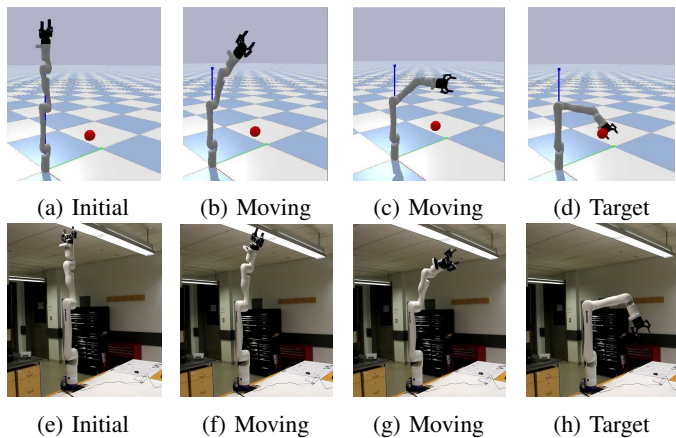 (a) Initial (b) Moving (c) Moving (d) Target
(e) Initial (f) Moving (g) Moving (h) Target